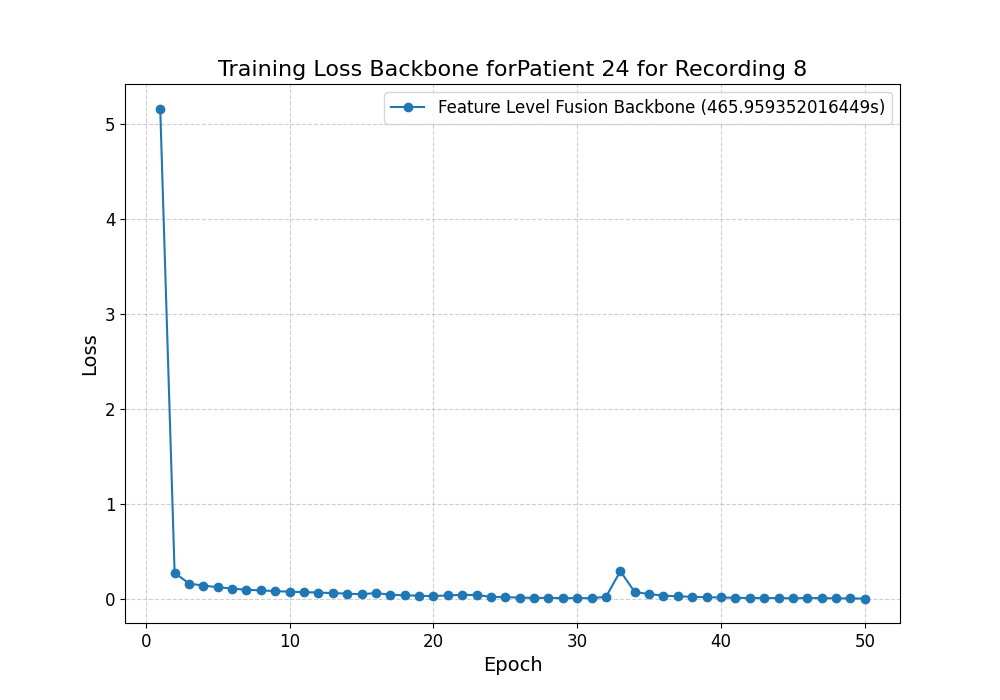 Training Loss Backbone forPatient 24 for Recording 8
Feature Level Fusion Backbone (465.959352016449s)
5
4
3
2
1
0
Loss
0 10 20 30 40 50
Epoch